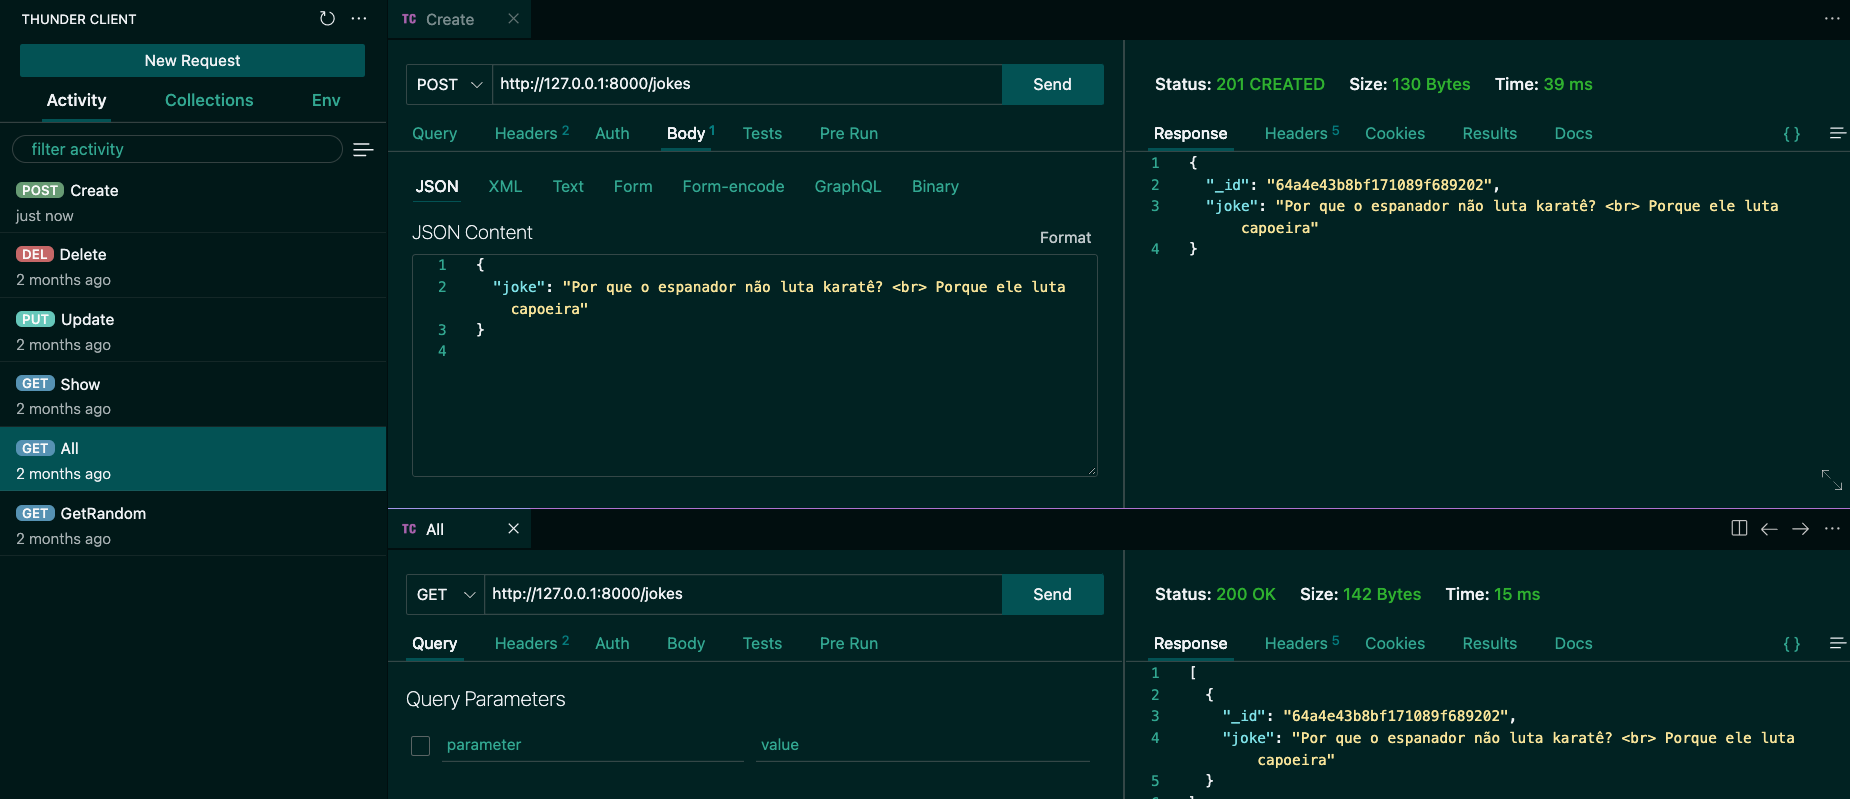 THUNDER CLIENT
New Request
Activity Collections Env
filter activity
POST Create
just now
DEL Delete
2 months ago
PUT Update
2 months ago
GET Show
2 months ago
GET All
2 months ago
GET GetRandom
2 months ago
TC Create
POST http://127.0.0.1:8000/jokes Send
Query Headers 2 Auth Body 1 Tests Pre Run
JSON XML Text Form Form-encode GraphQL Binary
JSON Content
Format
1 {
2 "joke": "Por que o espanador não luta karatê? <br> Porque ele luta
capoeira"
3 }
4
Status: 201 CREATED Size: 130 Bytes Time: 39 ms
Response Headers 5 Cookies Results Docs { }
1 {
2 "_id": "64a4e43b8bf171089f689202",
3 "joke": "Por que o espanador não luta karatê? <br> Porque ele luta
capoeira"
4 }
TC All
GET http://127.0.0.1:8000/jokes Send
Query Headers 2 Auth Body Tests Pre Run
Query Parameters
parameter value
Status: 200 OK Size: 142 Bytes Time: 15 ms
Response Headers 5 Cookies Results Docs { }
1 [
2 {
3 "_id": "64a4e43b8bf171089f689202",
4 "joke": "Por que o espanador não luta karatê? <br> Porque ele luta
capoeira"
5 }